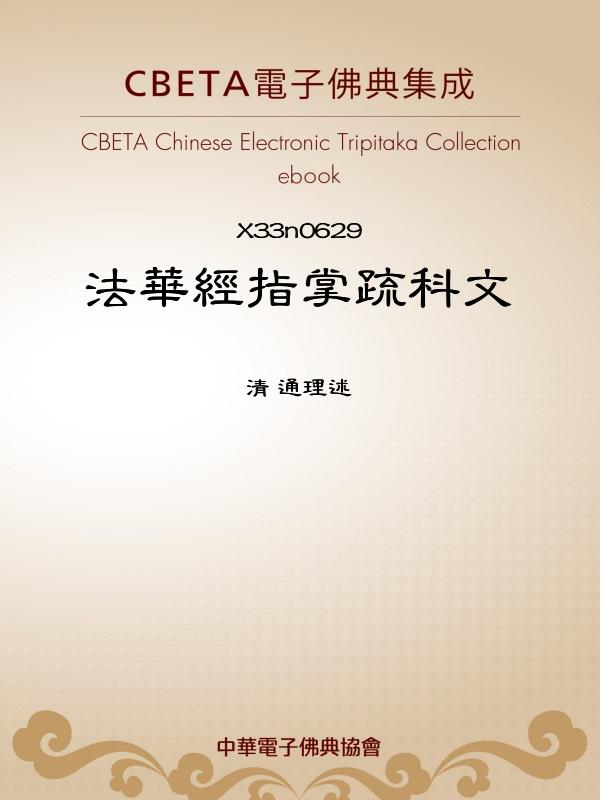 CBETA電子佛典集成
CBETA Chinese Electronic Tripitaka Collection
ebook
X33n0629
法華經指掌疏科文
清 通理述
中華電子佛典協會